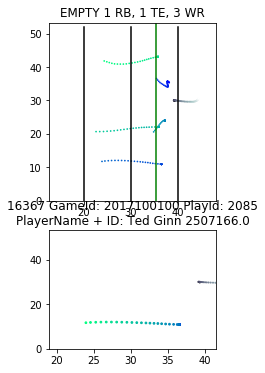 EMPTY 1 RB, 1 TE, 3 WR
50
40
30
20
10
0
20 30 40
16367 GameId: 2017100100 PlayId: 2085
PlayerName + ID: Ted Ginn 2507166.0
40
20
0
20 25 30 35 40